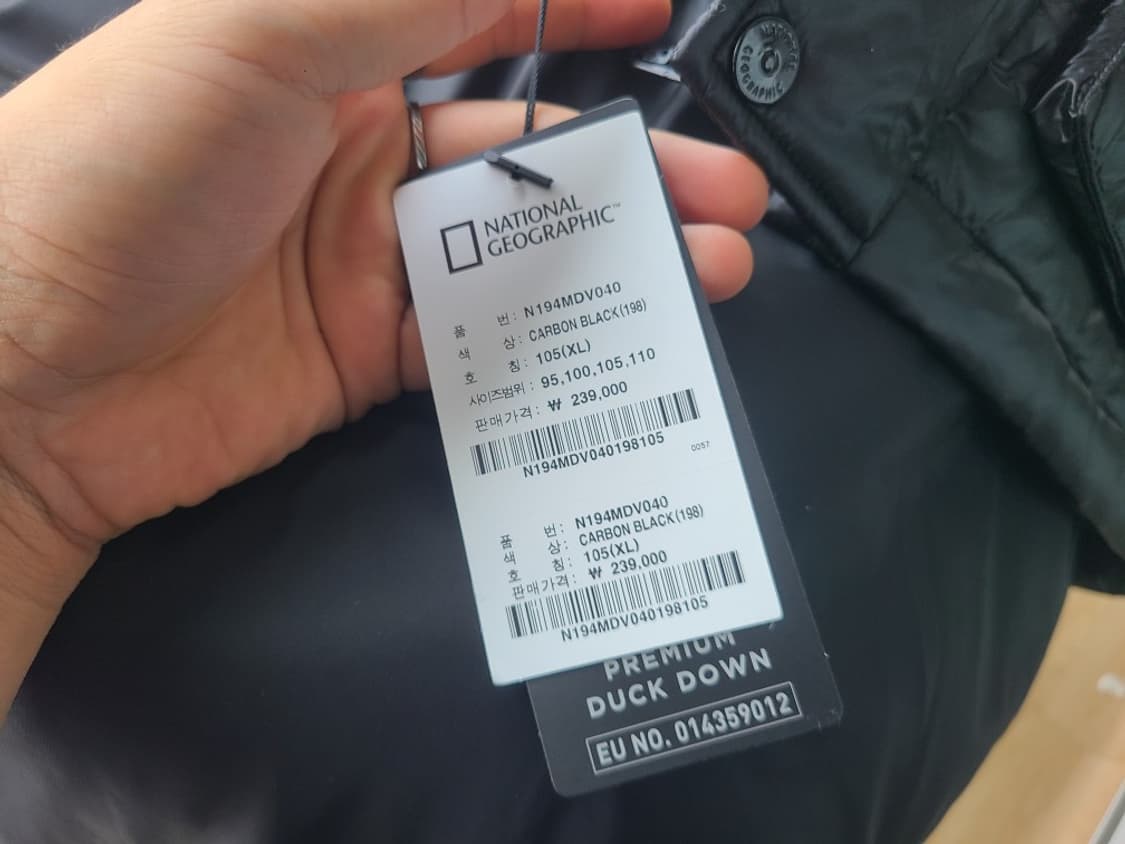 NATIONAL
GEOGRAPHIC™
품 번 : N194MDV040
색 상 : CARBON BLACK(198)
호 칭 : 105(XL)
사이즈범위 : 95,100,105,110
판매가격 : ₩ 239,000
N194MDV040198105
0057
품 번 : N194MDV040
색 상 : CARBON BLACK(198)
호 칭 : 105(XL)
판매가격 : ₩ 239,000
N194MDV040198105
PREMIUM
DUCK DOWN
EU NO. 014359012
NATIONAL GEOGRAPHIC